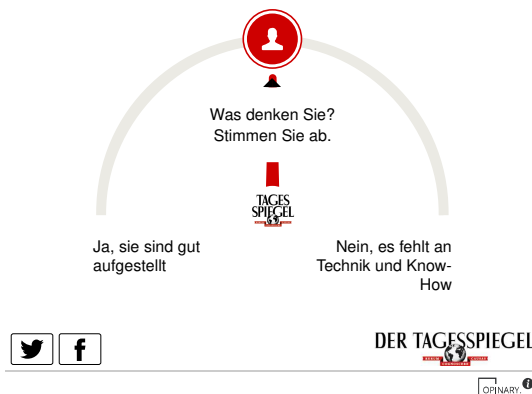 Was denken Sie?
Stimmen Sie ab.
TAGES
SPIEGEL
Ja, sie sind gut
aufgestellt
Nein, es fehlt an
Technik und Know-
How
DER TAGESSPIEGEL
OPINARY.